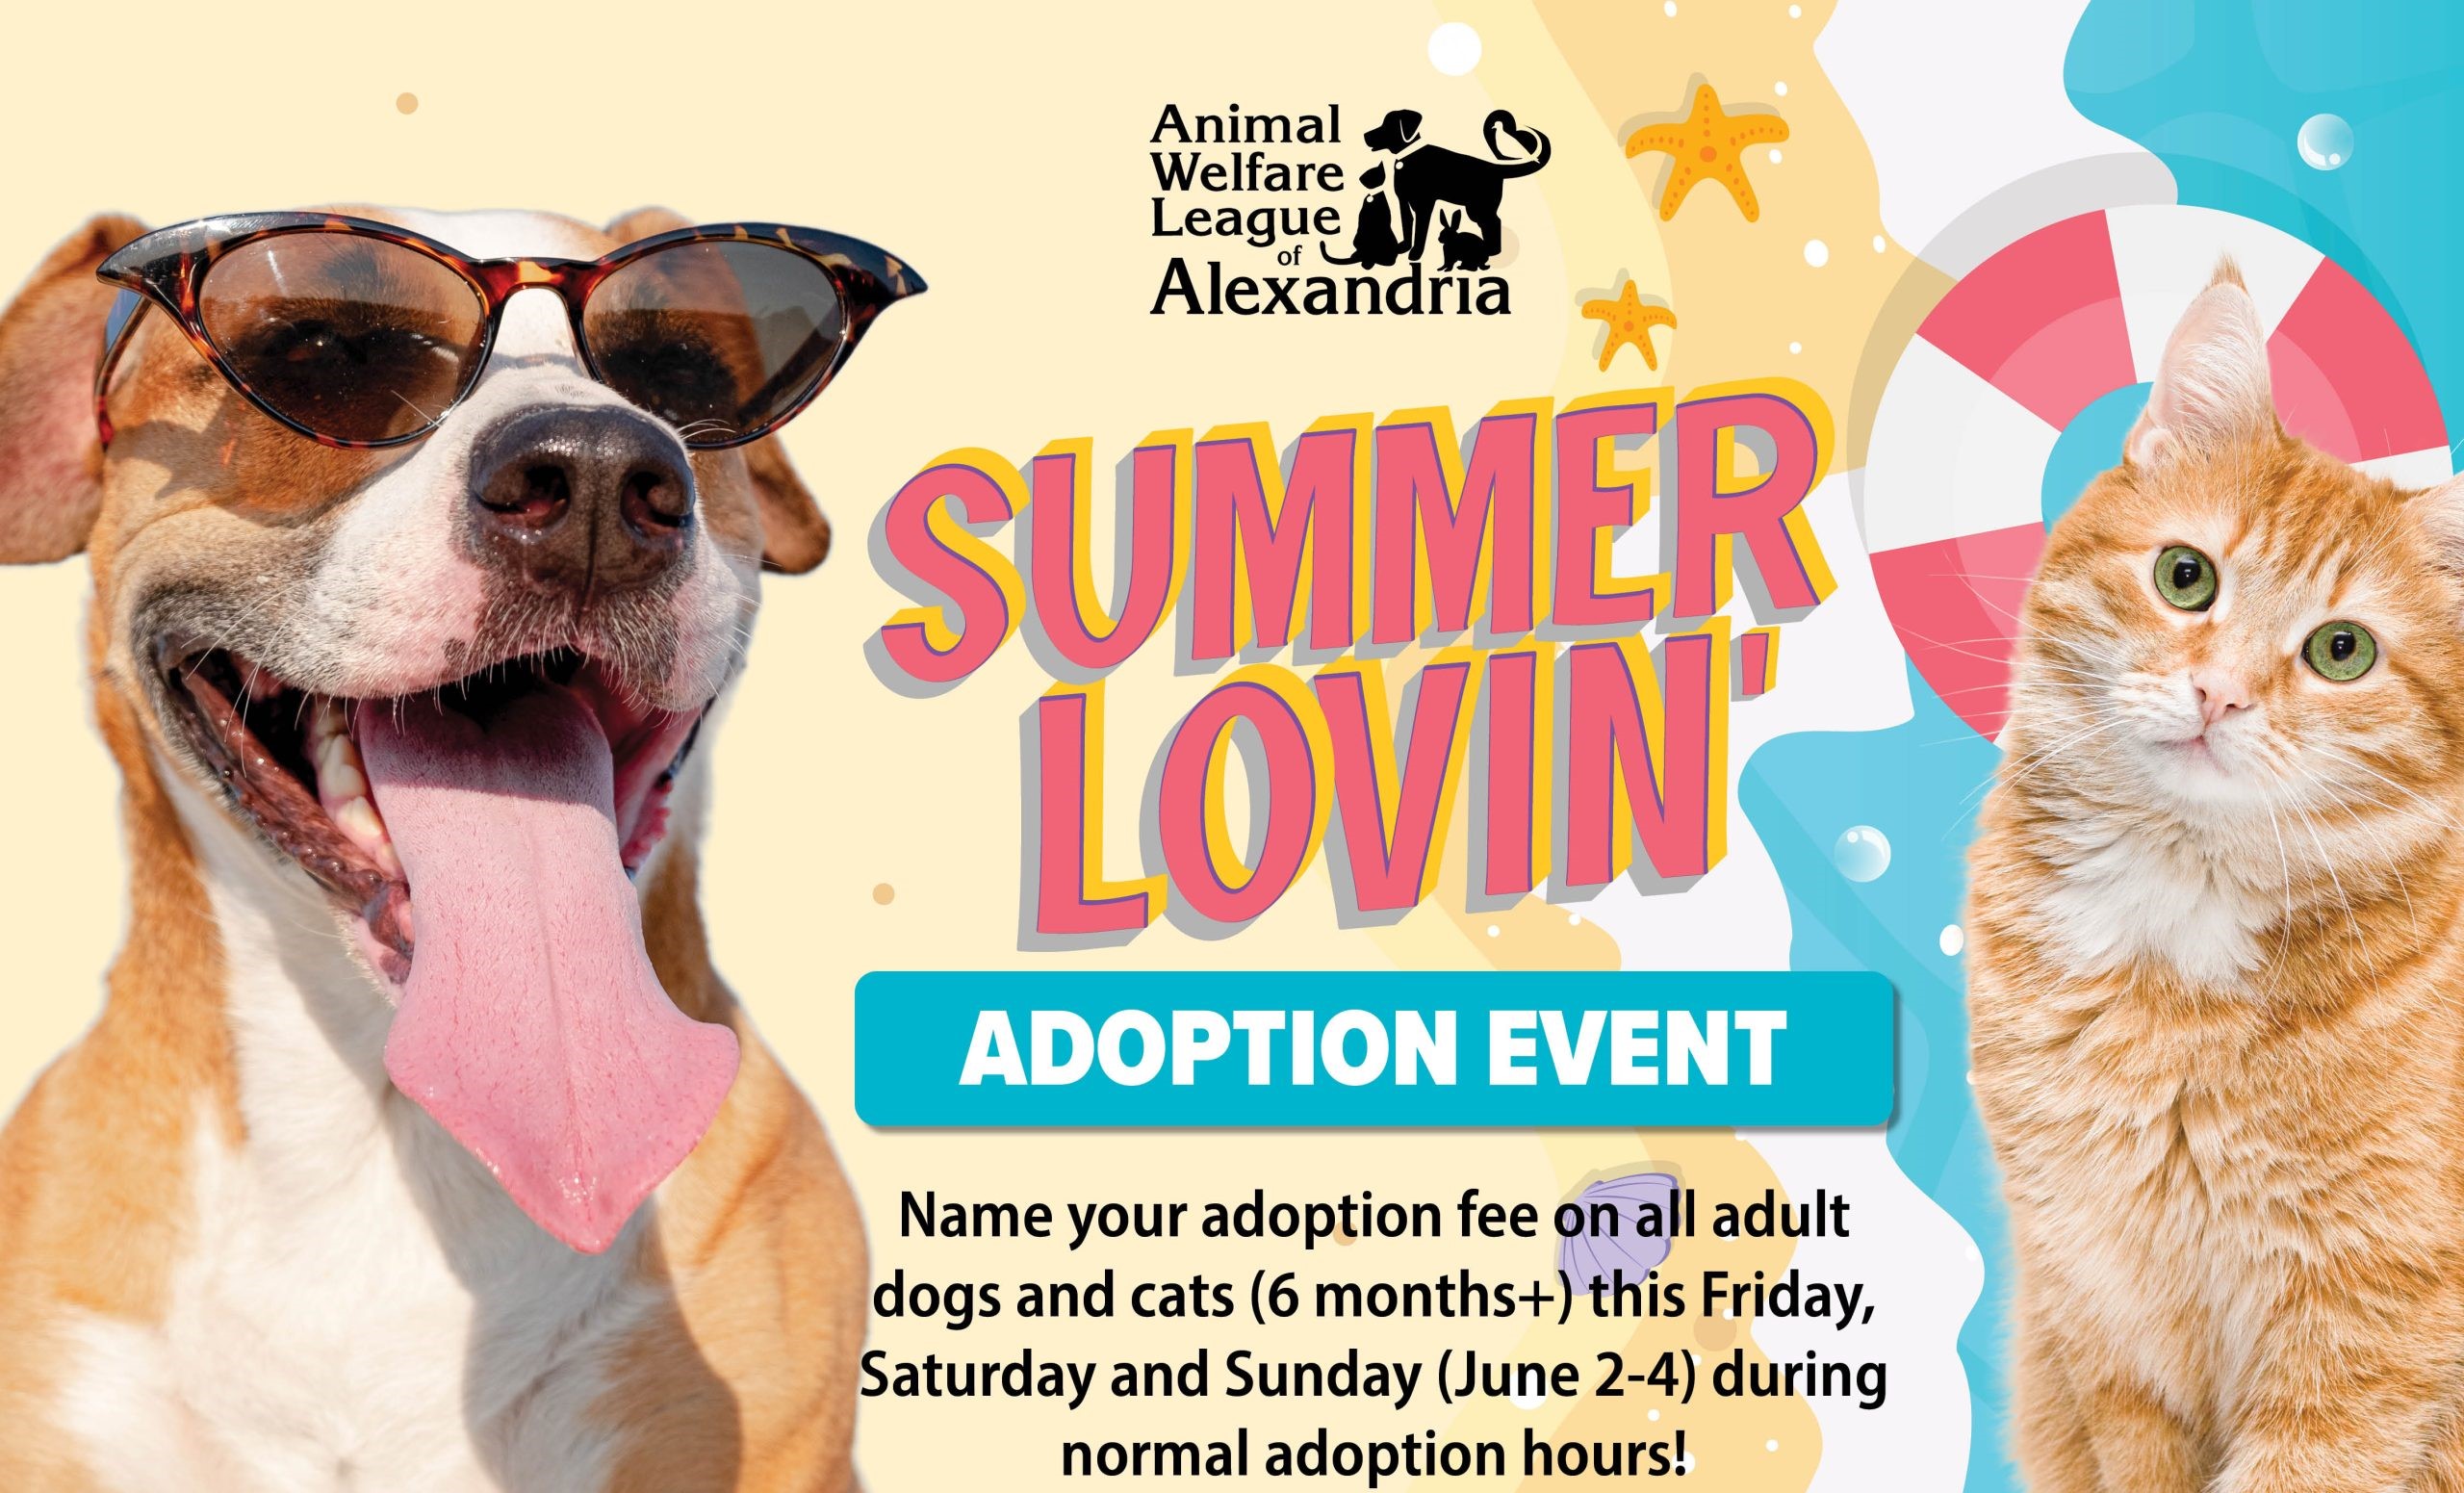 Animal
Welfare
League
of
Alexandria
SUMMER
LOVIN'
ADOPTION EVENT
Name your adoption fee on all adult
dogs and cats (6 months+) this Friday,
Saturday and Sunday (June 2-4) during
normal adoption hours!